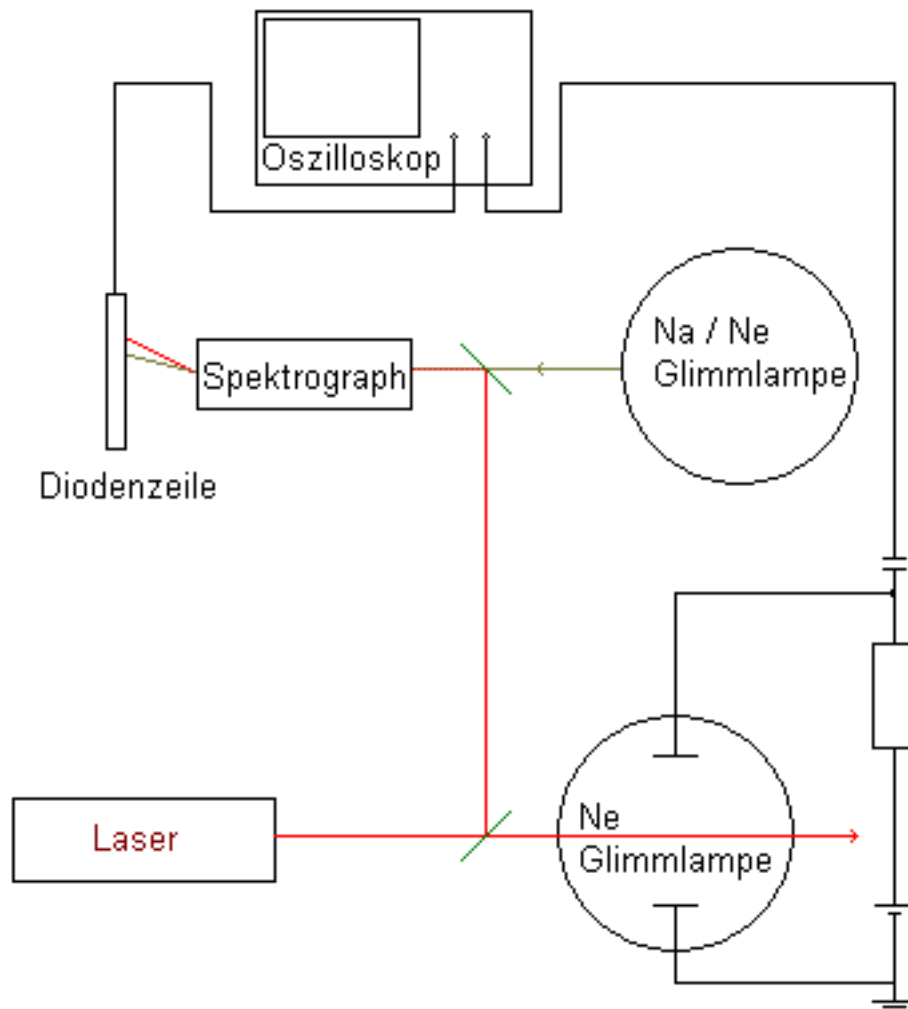 Oszilloskop
Na / Ne
Glimmlampe
Spektrograph
Diodenzeile
Laser
Ne
Glimmlampe